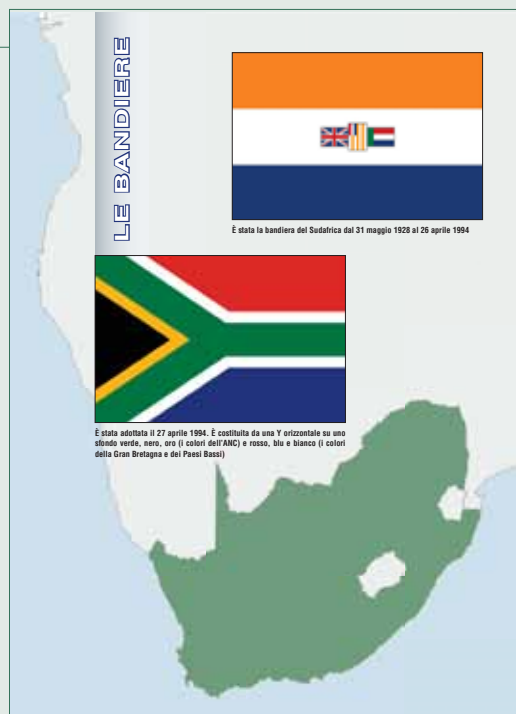 LE BANDIERE
È stata la bandiera del Sudafrica dal 31 maggio 1928 al 26 aprile 1994
È stata adottata il 27 aprile 1994. È costituita da una Y orizzontale su uno
sfondo verde, nero, oro (i colori dell'ANC) e rosso, blu e bianco (i colori
della Gran Bretagna e dei Paesi Bassi)